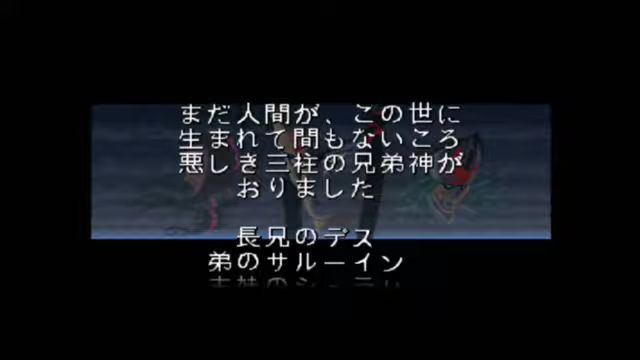 まだ人間が、この世に
生まれて間もないころ
悪しき三柱の兄弟神が
おりました
長兄のデス
弟のサルーイン